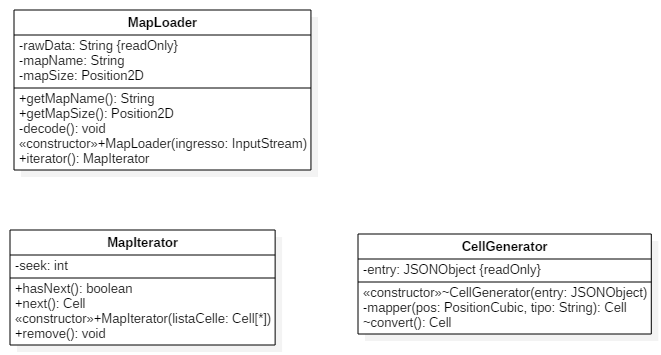 MapLoader
-rawData: String {readOnly}
-mapName: String
-mapSize: Position2D
+getMapName(): String
+getMapSize(): Position2D
-decode(): void
«constructor»+MapLoader(ingresso: InputStream)
+iterator(): MapIterator
MapIterator
-seek: int
+hasNext(): boolean
+next(): Cell
«constructor»+MapIterator(listaCelle: Cell[*])
+remove(): void
CellGenerator
-entry: JSONObject {readOnly}
«constructor»~CellGenerator(entry: JSONObject)
-mapper(pos: PositionCubic, tipo: String): Cell
~convert(): Cell